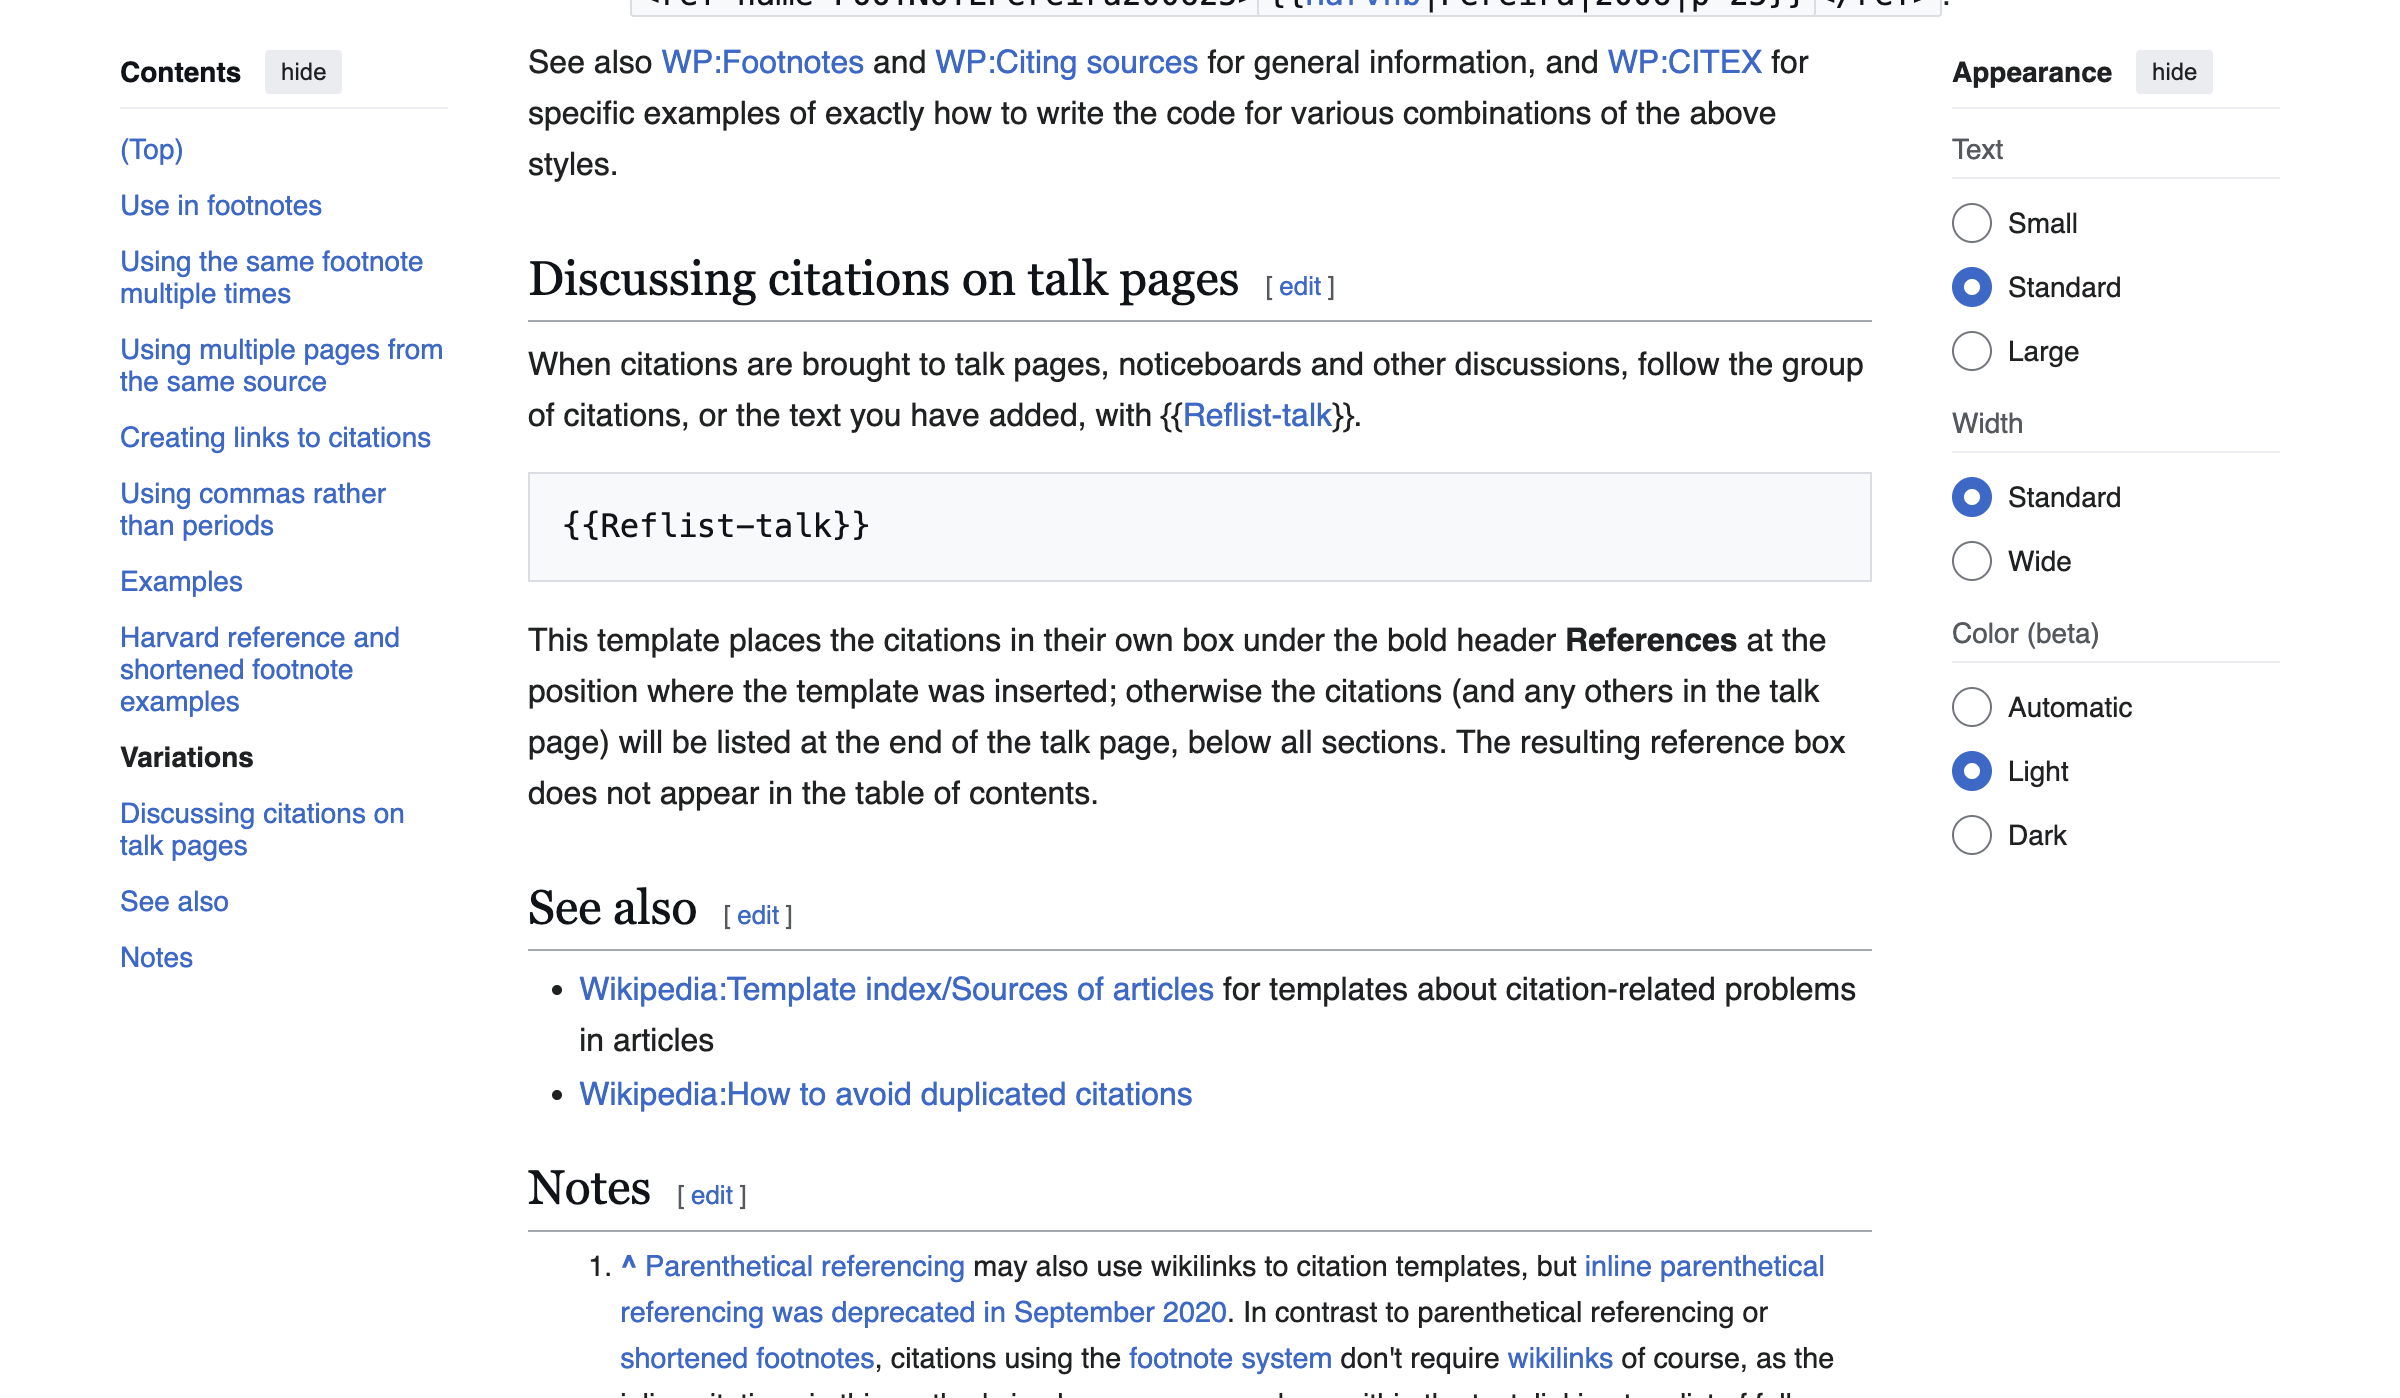 Contents hide
(Top)
Use in footnotes
Using the same footnote
multiple times
Using multiple pages from
the same source
Creating links to citations
Using commas rather
than periods
Examples
Harvard reference and
shortened footnote
examples
Variations
Discussing citations on
talk pages
See also
Notes
See also WP:Footnotes and WP:Citing sources for general information, and WP:CITEX for
specific examples of exactly how to write the code for various combinations of the above
styles.
Discussing citations on talk pages [ edit ]
When citations are brought to talk pages, noticeboards and other discussions, follow the group
of citations, or the text you have added, with {{Reflist-talk}}.
{{Reflist-talk}}
This template places the citations in their own box under the bold header References at the
position where the template was inserted; otherwise the citations (and any others in the talk
page) will be listed at the end of the talk page, below all sections. The resulting reference box
does not appear in the table of contents.
See also [ edit ]
• Wikipedia:Template index/Sources of articles for templates about citation-related problems
in articles
• Wikipedia:How to avoid duplicated citations
Notes [ edit ]
1. ^ Parenthetical referencing may also use wikilinks to citation templates, but inline parenthetical
referencing was deprecated in September 2020. In contrast to parenthetical referencing or
shortened footnotes, citations using the footnote system don't require wikilinks of course, as the
Appearance hide
Text
Small
Standard
Large
Width
Standard
Wide
Color (beta)
Automatic
Light
Dark